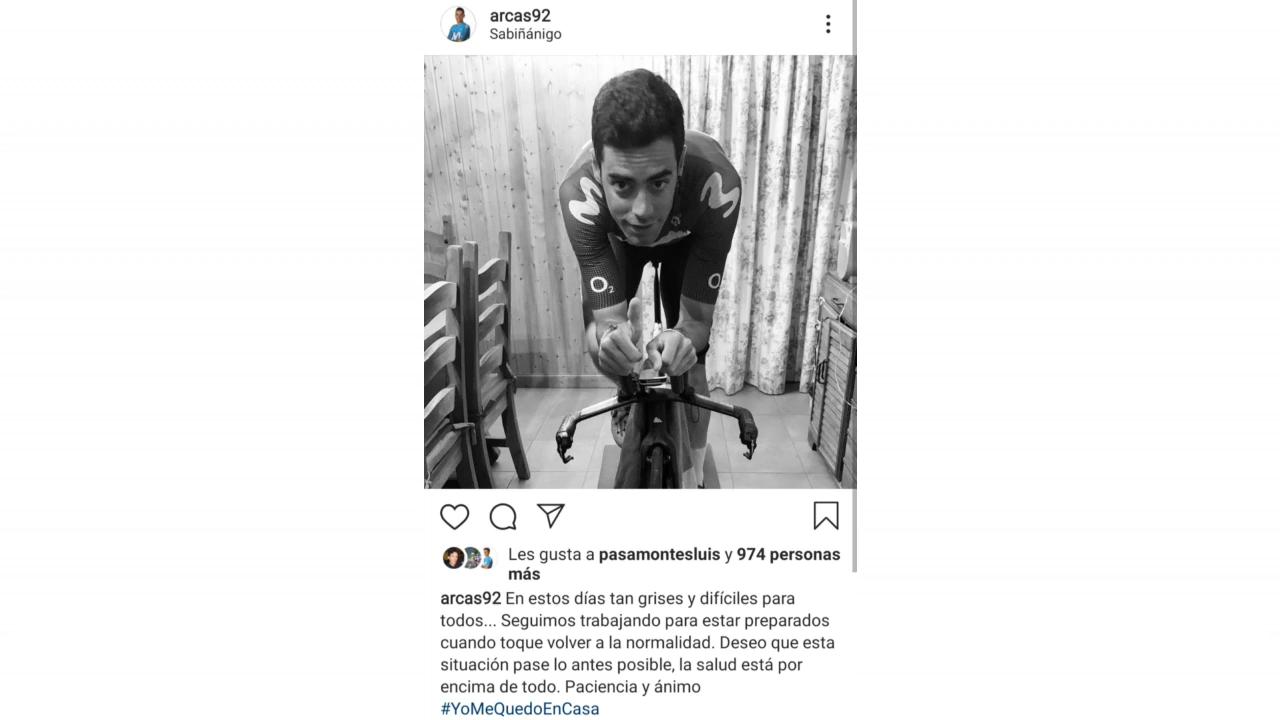 arcas92
Sabiñánigo
M
O2
O
Les gusta a pasamontesluis y 974 personas
más
arcas92 En estos días tan grises y difíciles para
todos... Seguimos trabajando para estar preparados
cuando toque volver a la normalidad. Deseo que esta
situación pase lo antes posible, la salud está por
encima de todo. Paciencia y ánimo
#YoMeQuedoEnCasa